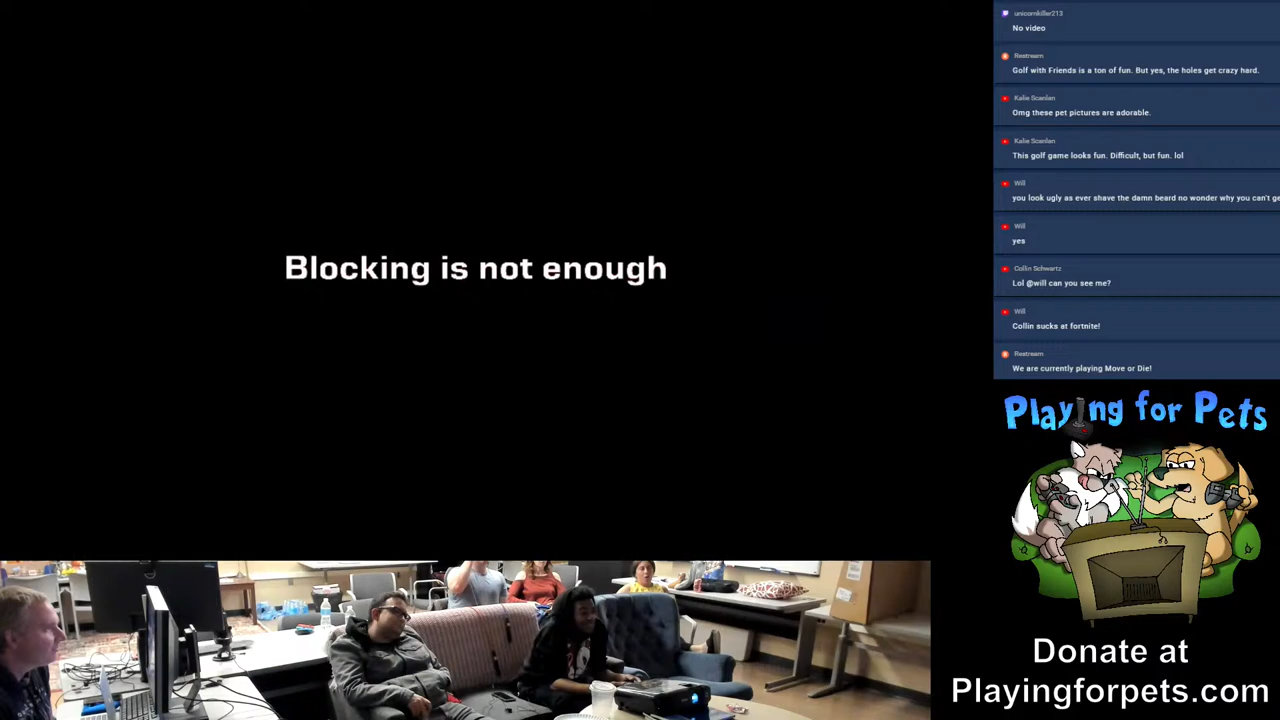 Blocking is not enough
unicornkiller213
No video
Restream
Golf with Friends is a ton of fun. But yes, the holes get crazy hard.
Kalie Scanlan
Omg these pet pictures are adorable.
Kalie Scanlan
This golf game looks fun. Difficult, but fun. lol
Will
you look ugly as ever shave the damn beard no wonder why you can't ge
Will
yes
Collin Schwartz
Lol @will can you see me?
Will
Collin sucks at fortnite!
Restream
We are currently playing Move or Die!
Playing for Pets
Donate at
Playingforpets.com